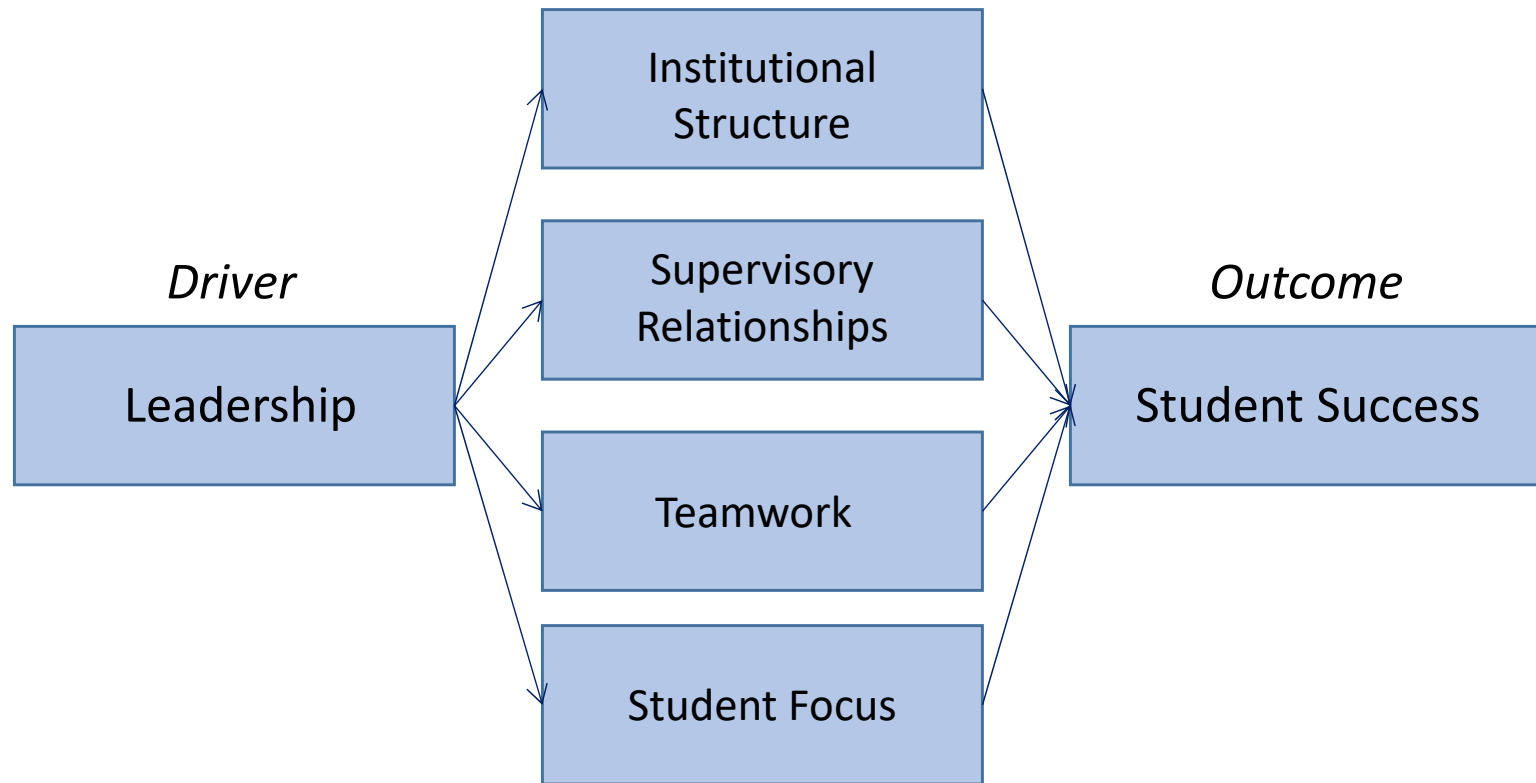 Driver
Leadership
Institutional
Structure
Supervisory
Relationships
Teamwork
Student Focus
Outcome
Student Success